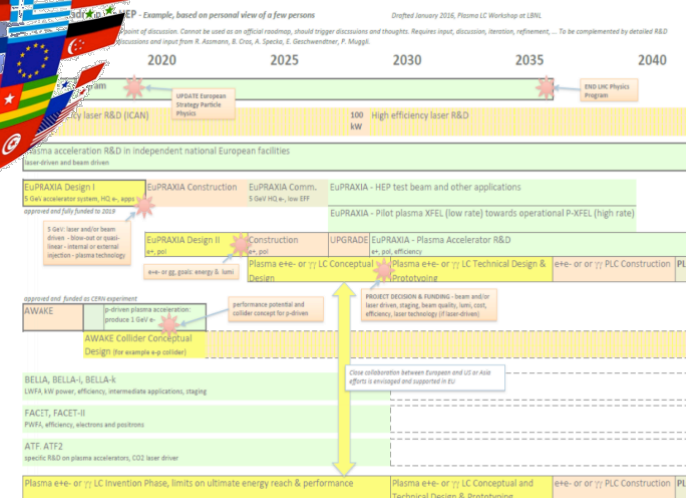 HEP - Example, based on personal view of a few persons
Drafted January 2016, Plasma LC Workshop at LBNL
point of discussion. Cannot be used as an official roadmap, should trigger discsuions and thoughts. Requires input, discussion, iteration, refinement, ... To be complemented by detailed R&D
discussions and input from R. Assmann, B. Cros, A. Specka, E. Geschwendtner, P. Muggli.
2020 2025 2030 2035 2040
UPDATE European
Strategy Particle
Physics
END LHC Physics
Program
laser R&D (ICAN)
100
kW
High efficiency laser R&D
asma acceleration R&D in independent national European facilities
laser-driven and beam driven
EuPRAXIA Design I
5 GeV accelerator system, HQ e-, apps
EuPRAXIA Construction
EuPRAXIA Comm.
5 GeV HQ e-, low EFF
EuPRAXIA - HEP test beam and other applications
approved and fully funded to 2019
EuPRAXIA - Pilot plasma XFEL (low rate) towards operational P-XFEL (high rate)
5 GeV: laser and/or beam
driven - blow-out or quasi-
linear - internal or external
injection - plasma technology
EuPRAXIA Design II
e+, pol
Construction
e+, pol
UPGRADE
EuPRAXIA - Plasma Accelerator R&D
e+, pol, efficiency
e+e- or gg, goals: energy & lumi
Plasma e+e- or γγ LC Conceptual
Design
Plasma e+e- or γγ LC Technical Design &
Prototyping
e+e- or or γγ PLC Construction
PL
approved and funded as CERN experiment
AWAKE
p-driven plasma acceleration:
produce 1 GeV e-
performance potential and
collider concept for p-driven
PROJECT DECISION & FUNDING - beam and/or
laser driven, staging, beam quality, lumi, cost,
efficiency, laser technology (if laser-driven)
AWAKE Collider Conceptual
Design (for example e-p collider)
Close collaboration between European and US or Asia
efforts is envisaged and supported in EU
BELLA, BELLA-i, BELLA-k
LWFA, kW power, efficiency, intermediate applications, staging
FACET, FACET-II
PWFA, efficiency, electrons and positrons
ATF. ATF2
specific R&D on plasma accelerators, CO2 laser driver
Plasma e+e- or γγ LC Invention Phase, limits on ultimate energy reach & performance
Plasma e+e- or γγ LC Conceptual and
Technical Design & Prototyping
e+e- or or γγ PLC Construction
PL